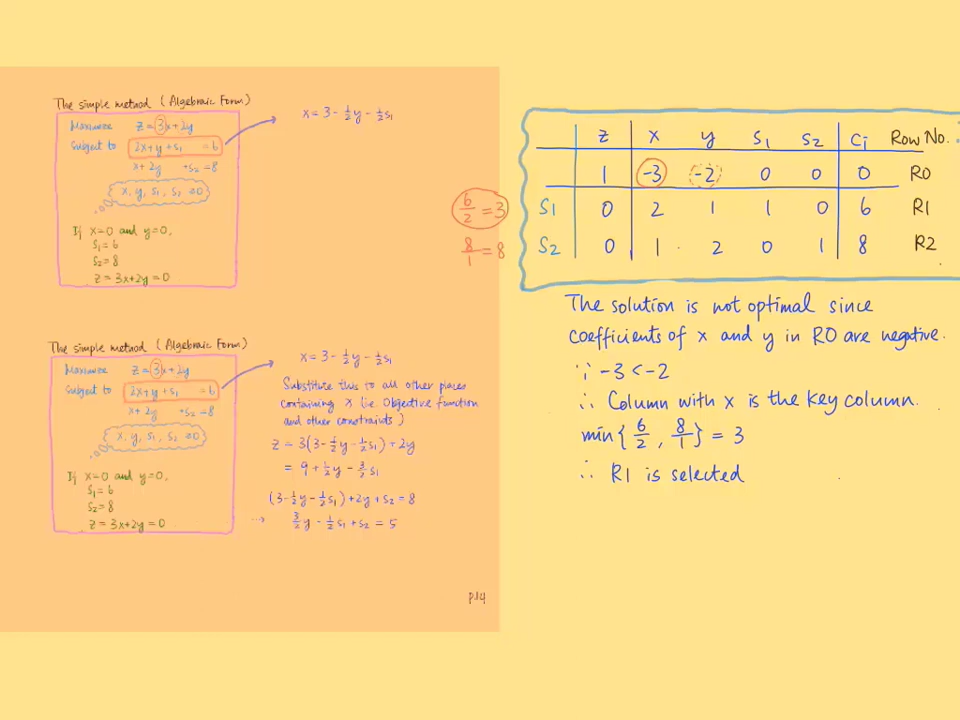 The simple metnod (Algebraic Form)
Maximize z = 3x+2y
Subject to 2x+y+s₁ =6
x+2y +s₂=8
x, y, s₁, s₂ ≥0
If x=0 and y=0,
s₁=6
s₂=8
z=3x+2y=0
x=3-½y-½s₁
The simple metnod (Algebraic Form)
Maximize z = 3x+2y
Subject to 2x+y+s₁ =6
x+2y +s₂=8
x, y, s₁, s₂ ≥0
If x=0 and y=0,
s₁=6
s₂=8
z=3x+2y=0
x=3-½y-½s₁
Substitute this to all other places
containing x (i.e. Objective function
and other constraints)
z = 3(3-½y-½s₁)+2y
= 9+½y-3/2s₁
(3-½y-½s₁)+2y+s₂=8
... 3/2y-½s₁+s₂=5
P.14
z x y s₁ s₂ Ci Row No.
1 -3 -2 0 0 0 R0
6/2=3 S1 0 2 1 1 0 6 R1
8/1=8 S2 0 1 2 0 1 8 R2
The solution is not optimal since
coefficients of x and y in R0 are negative.
∵ -3<-2
∴ Column with x is the key column.
min{6/2, 8/1} = 3
∴ R1 is selected